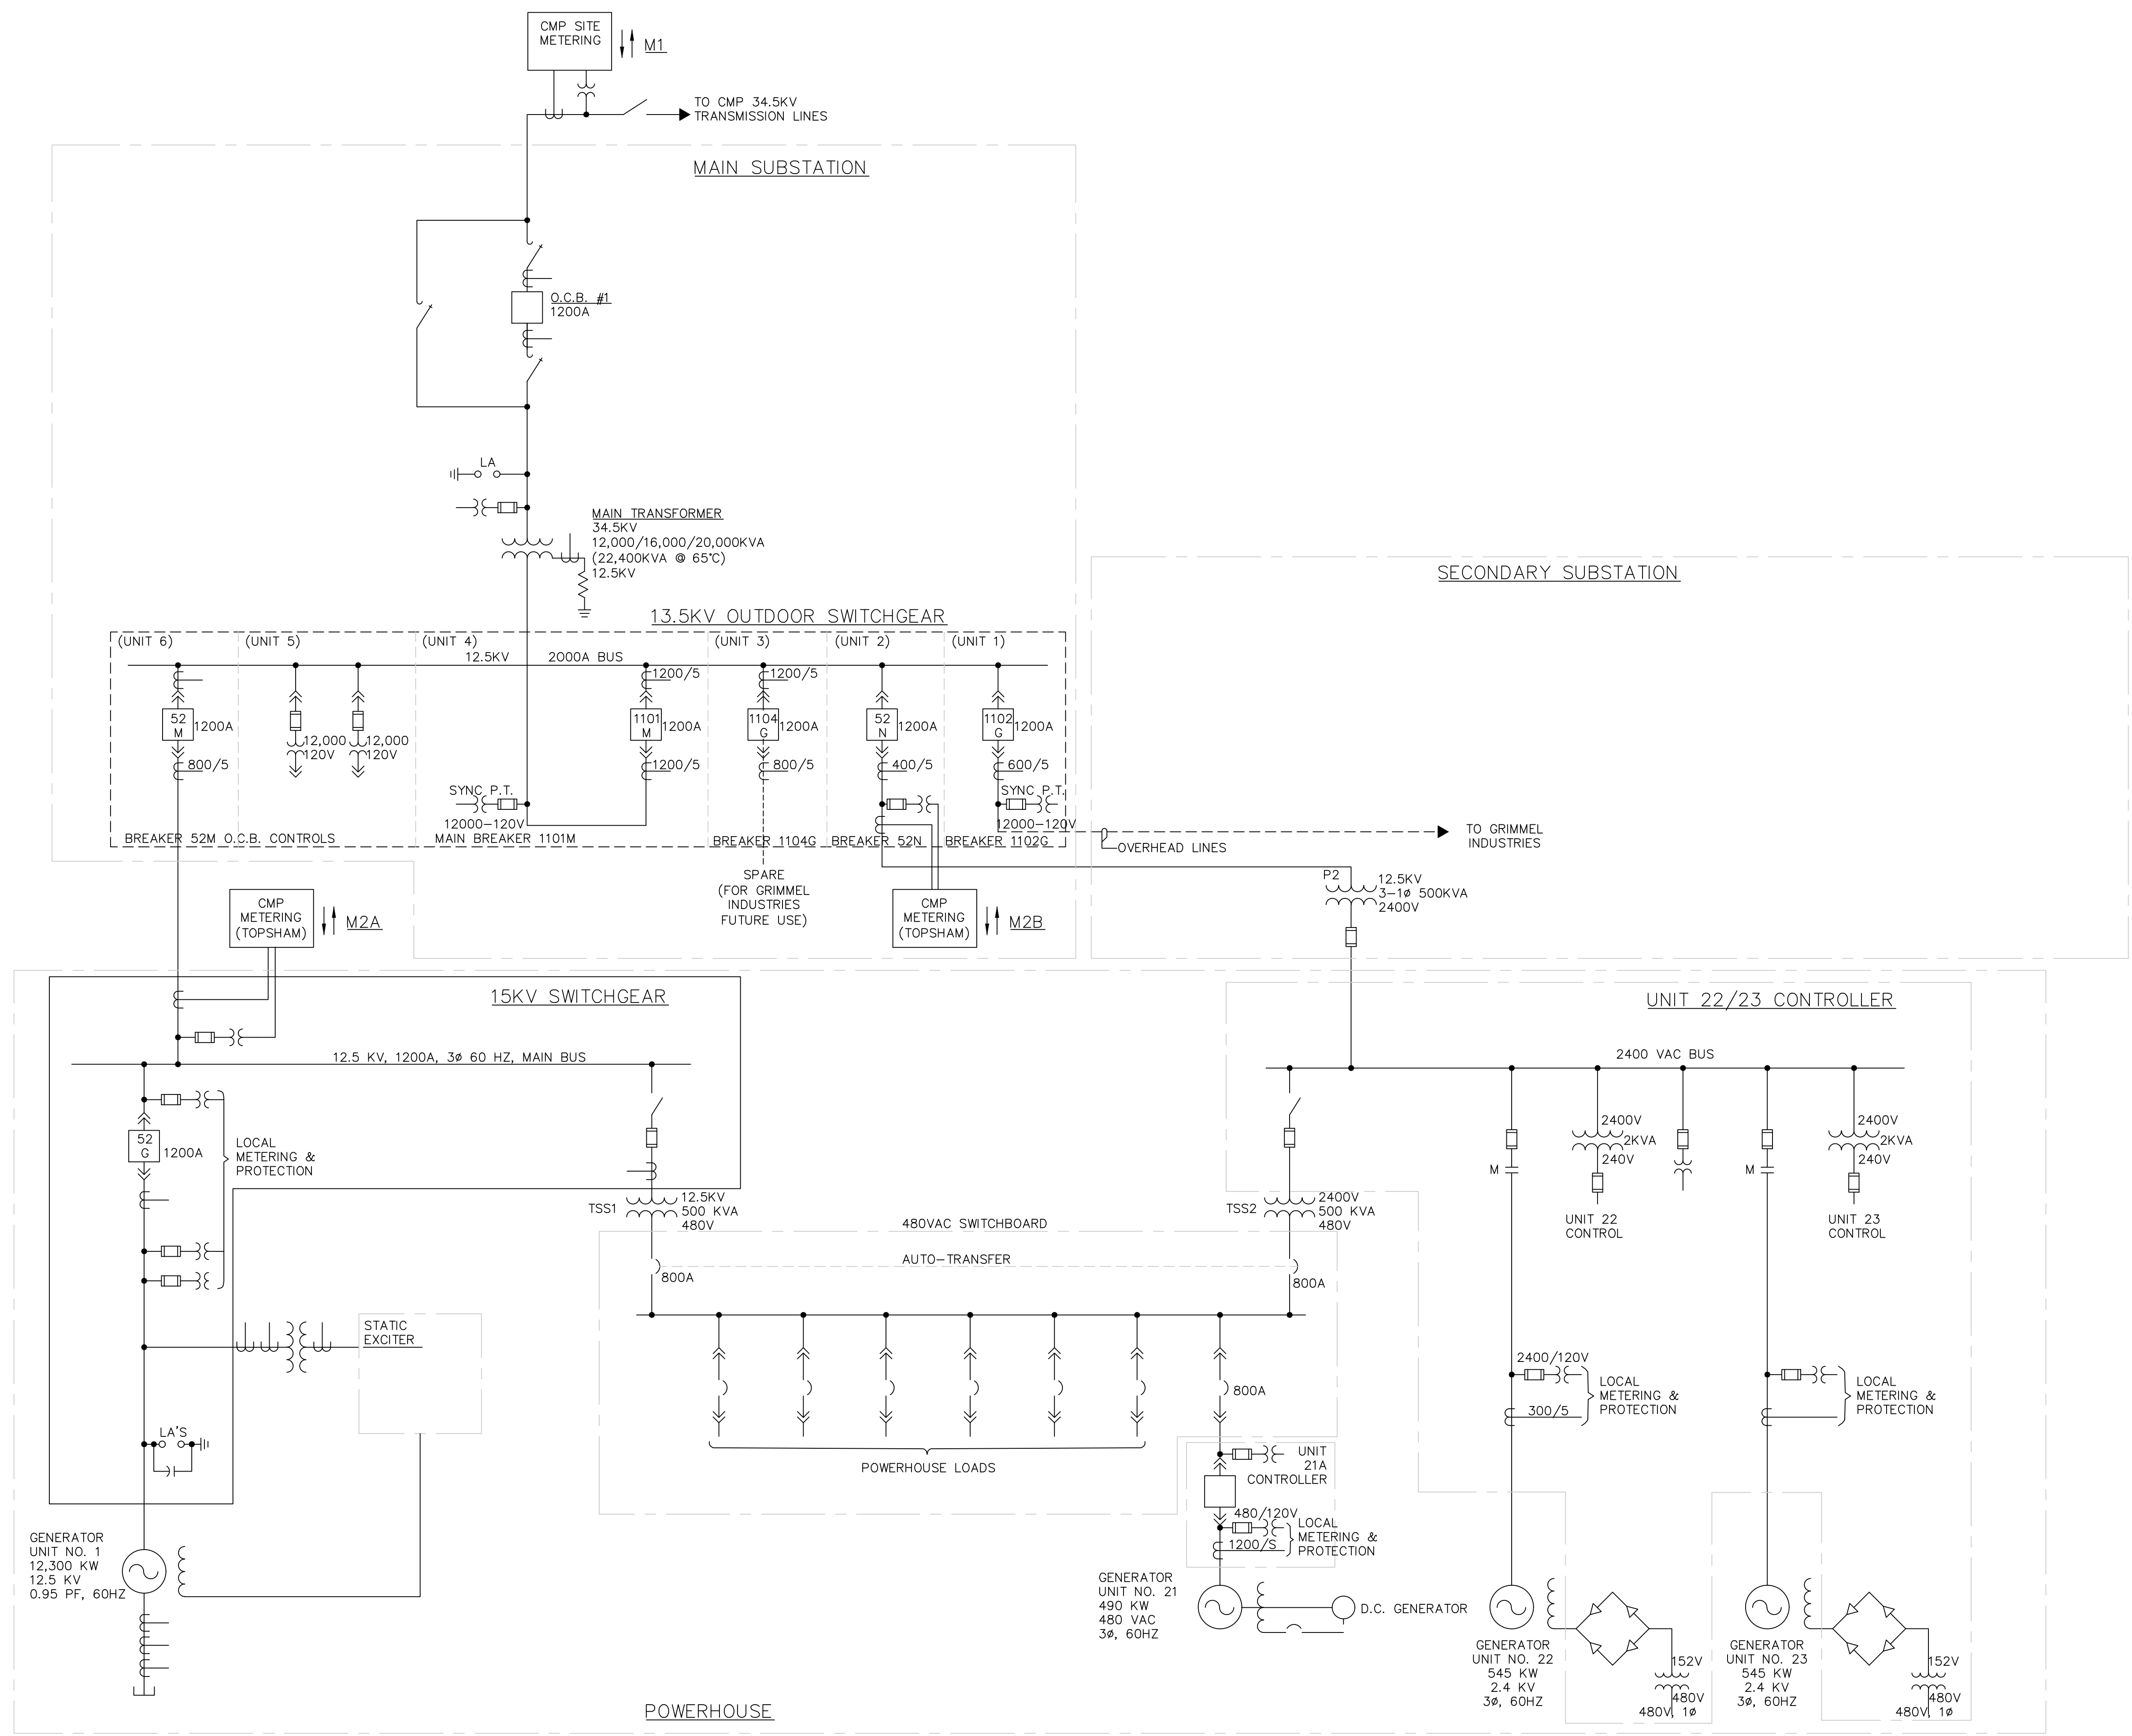 CMP SITE
METERING
M1
TO CMP 34.5KV
TRANSMISSION LINES
MAIN SUBSTATION
O.C.B. #1
1200A
LA
MAIN TRANSFORMER
34.5KV
12,000/16,000/20,000KVA
(22,400KVA @ 65°C)
12.5KV
SECONDARY SUBSTATION
13.5KV OUTDOOR SWITCHGEAR
(UNIT 6)
(UNIT 5)
(UNIT 4)
(UNIT 3)
(UNIT 2)
(UNIT 1)
12.5KV
2000A BUS
1200/5
1200/5
52
M
1200A
12,000
120V
12,000
120V
1101
M
1200A
1104
G
1200A
52
N
1200A
1102
G
1200A
800/5
1200/5
800/5
400/5
600/5
SYNC P.T.
12000-120V
SYNC P.T.
12000-120V
BREAKER 52M
O.C.B. CONTROLS
MAIN BREAKER 1101M
BREAKER 1104G
BREAKER 52N
BREAKER 1102G
OVERHEAD LINES
TO GRIMMEL
INDUSTRIES
SPARE
(FOR GRIMMEL
INDUSTRIES
FUTURE USE)
P2
12.5KV
3-1ø 500KVA
2400V
CMP
METERING
(TOPSHAM)
M2A
CMP
METERING
(TOPSHAM)
M2B
15KV SWITCHGEAR
UNIT 22/23 CONTROLLER
12.5 KV, 1200A, 3ø 60 HZ, MAIN BUS
2400 VAC BUS
52
G
1200A
LOCAL
METERING &
PROTECTION
2400V
2KVA
240V
2400V
2KVA
240V
M
M
TSS1
12.5KV
500 KVA
480V
TSS2
2400V
500 KVA
480V
UNIT 22
CONTROL
UNIT 23
CONTROL
480VAC SWITCHBOARD
AUTO-TRANSFER
800A
800A
STATIC
EXCITER
2400/120V
300/5
LOCAL
METERING &
PROTECTION
LOCAL
METERING &
PROTECTION
800A
LA'S
POWERHOUSE LOADS
UNIT
21A
CONTROLLER
480/120V
1200/S
LOCAL
METERING &
PROTECTION
GENERATOR
UNIT NO. 1
12,300 KW
12.5 KV
0.95 PF, 60HZ
GENERATOR
UNIT NO. 21
490 KW
480 VAC
3ø, 60HZ
D.C. GENERATOR
GENERATOR
UNIT NO. 22
545 KW
2.4 KV
3ø, 60HZ
152V
480V
480V, 1ø
GENERATOR
UNIT NO. 23
545 KW
2.4 KV
3ø, 60HZ
152V
480V
480V, 1ø
POWERHOUSE